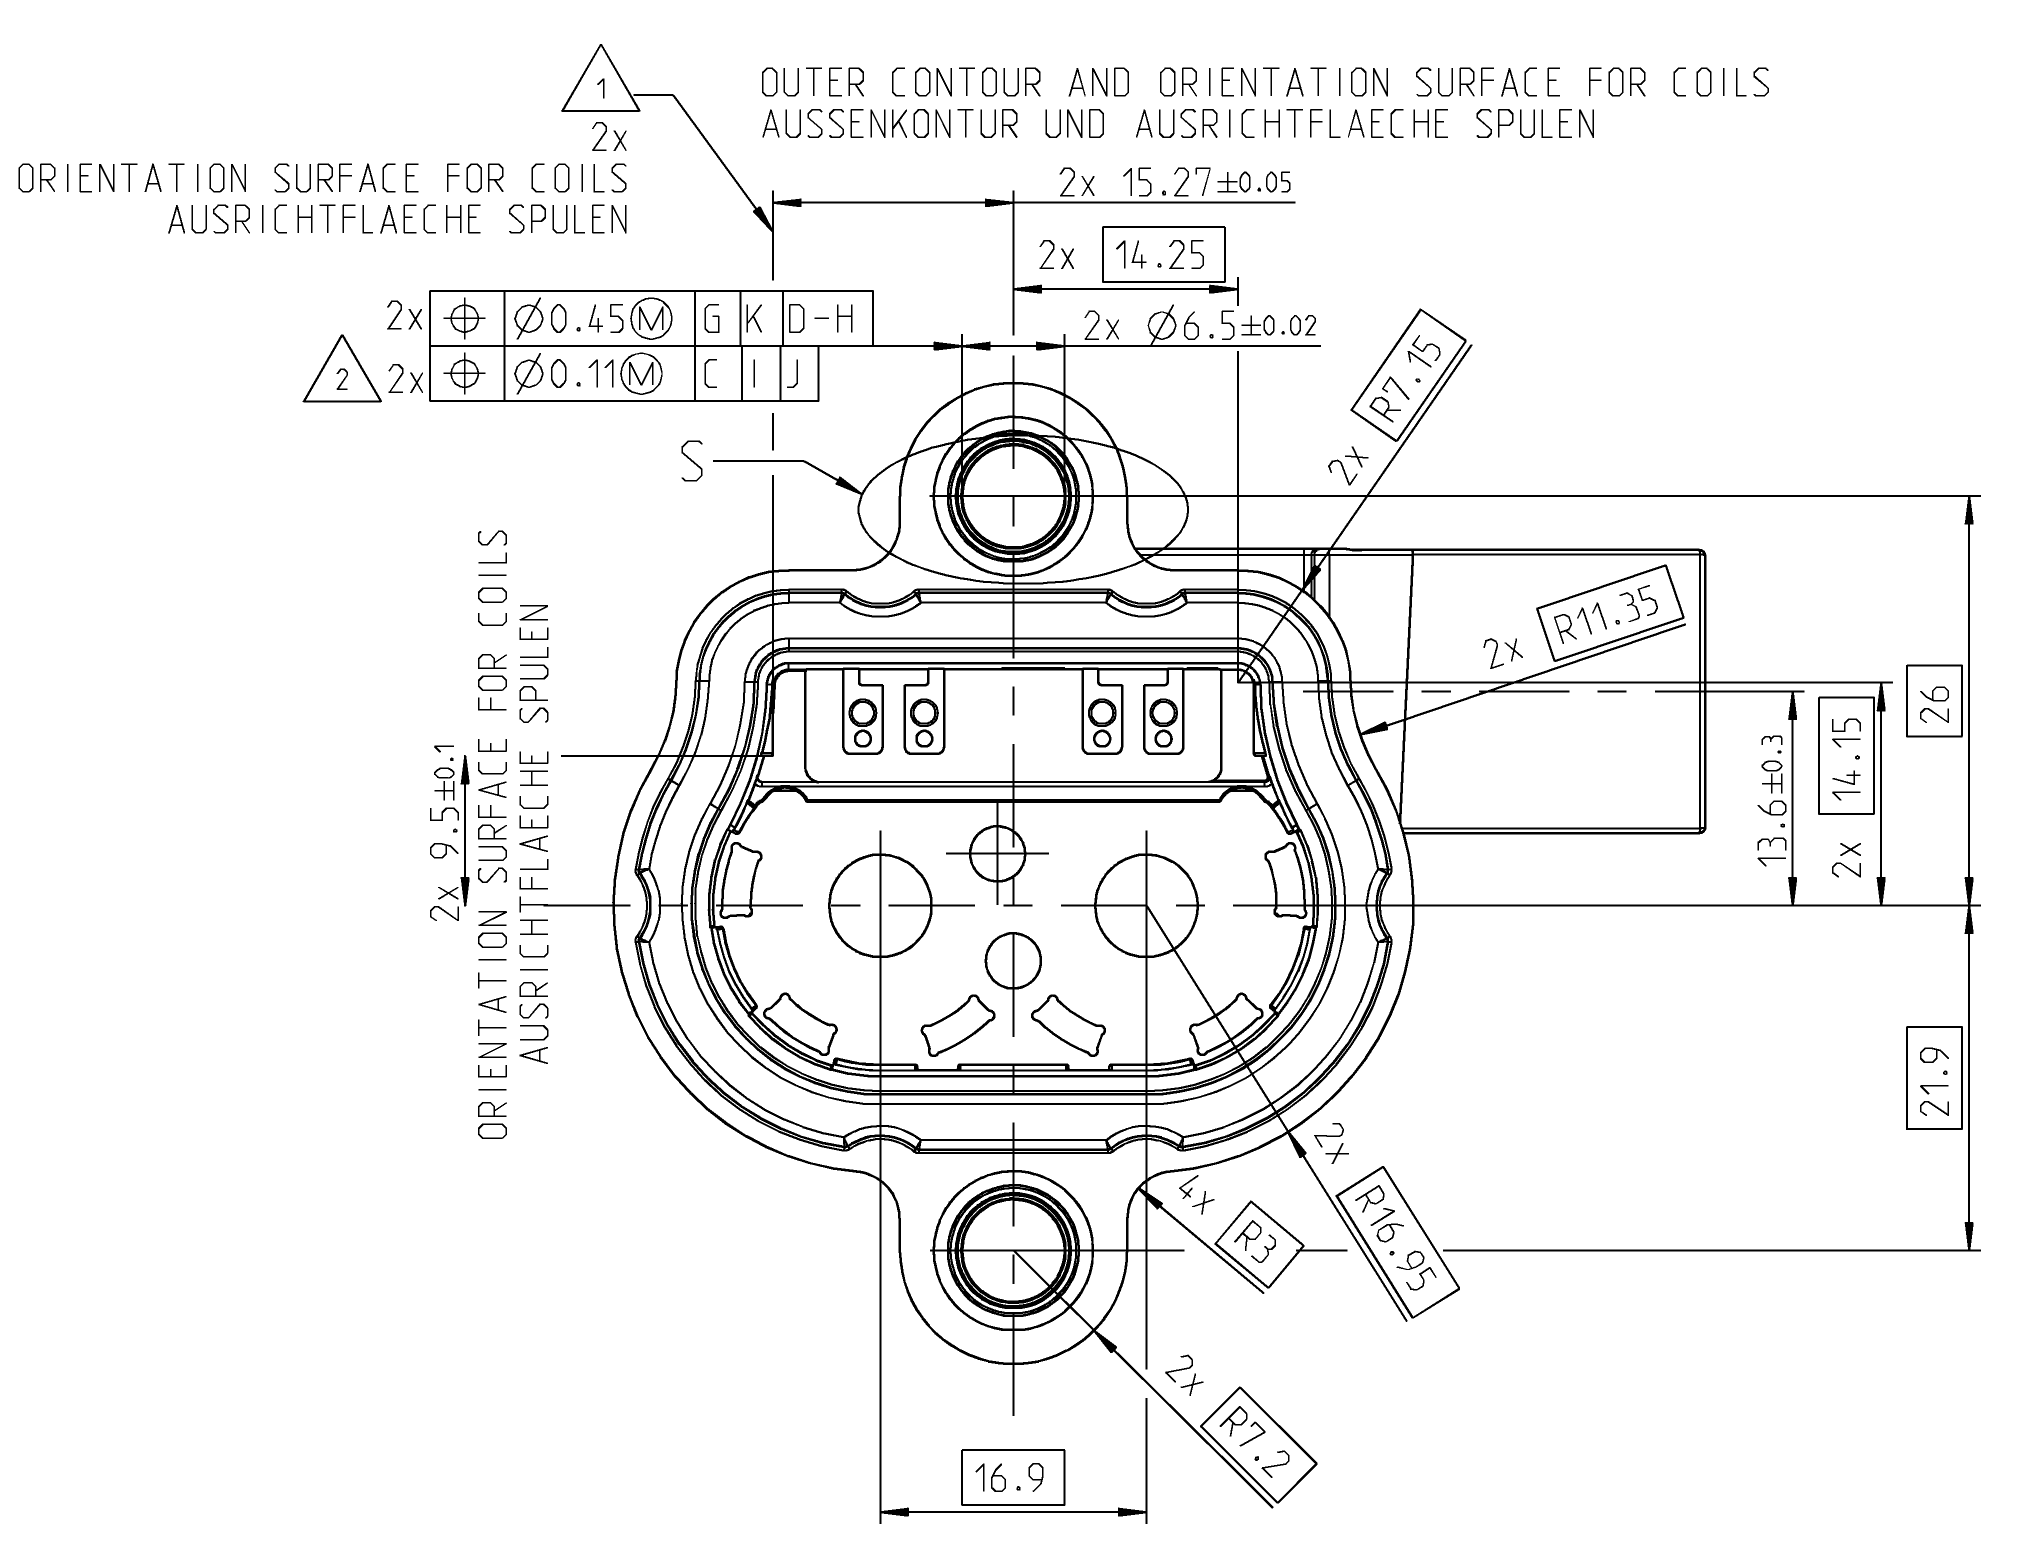 1
2x
ORIENTATION SURFACE FOR COILS
AUSRICHTFLAECHE SPULEN
OUTER CONTOUR AND ORIENTATION SURFACE FOR COILS
AUSSENKONTUR UND AUSRICHTFLAECHE SPULEN
2x 15.27±0.05
2x 14.25
2x ⌖ Ø0.45Ⓜ G K D-H
2x Ø6.5±0.02
2 2x ⌖ Ø0.11Ⓜ C I J
2x R7.15
S
2x R11.35
ORIENTATION SURFACE FOR COILS
AUSRICHTFLAECHE SPULEN
2x 9.5±0.1
26
13.6±0.3
2x 14.15
21.9
2x R16.95
4x R3
2x R7.2
16.9